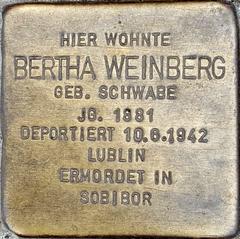 HIER WOHNTE
BERTHA WEINBERG
GEB. SCHWABE
JG. 1881
DEPORTIERT 10.6.1942
LUBLIN
ERMORDET IN
SOBIBOR